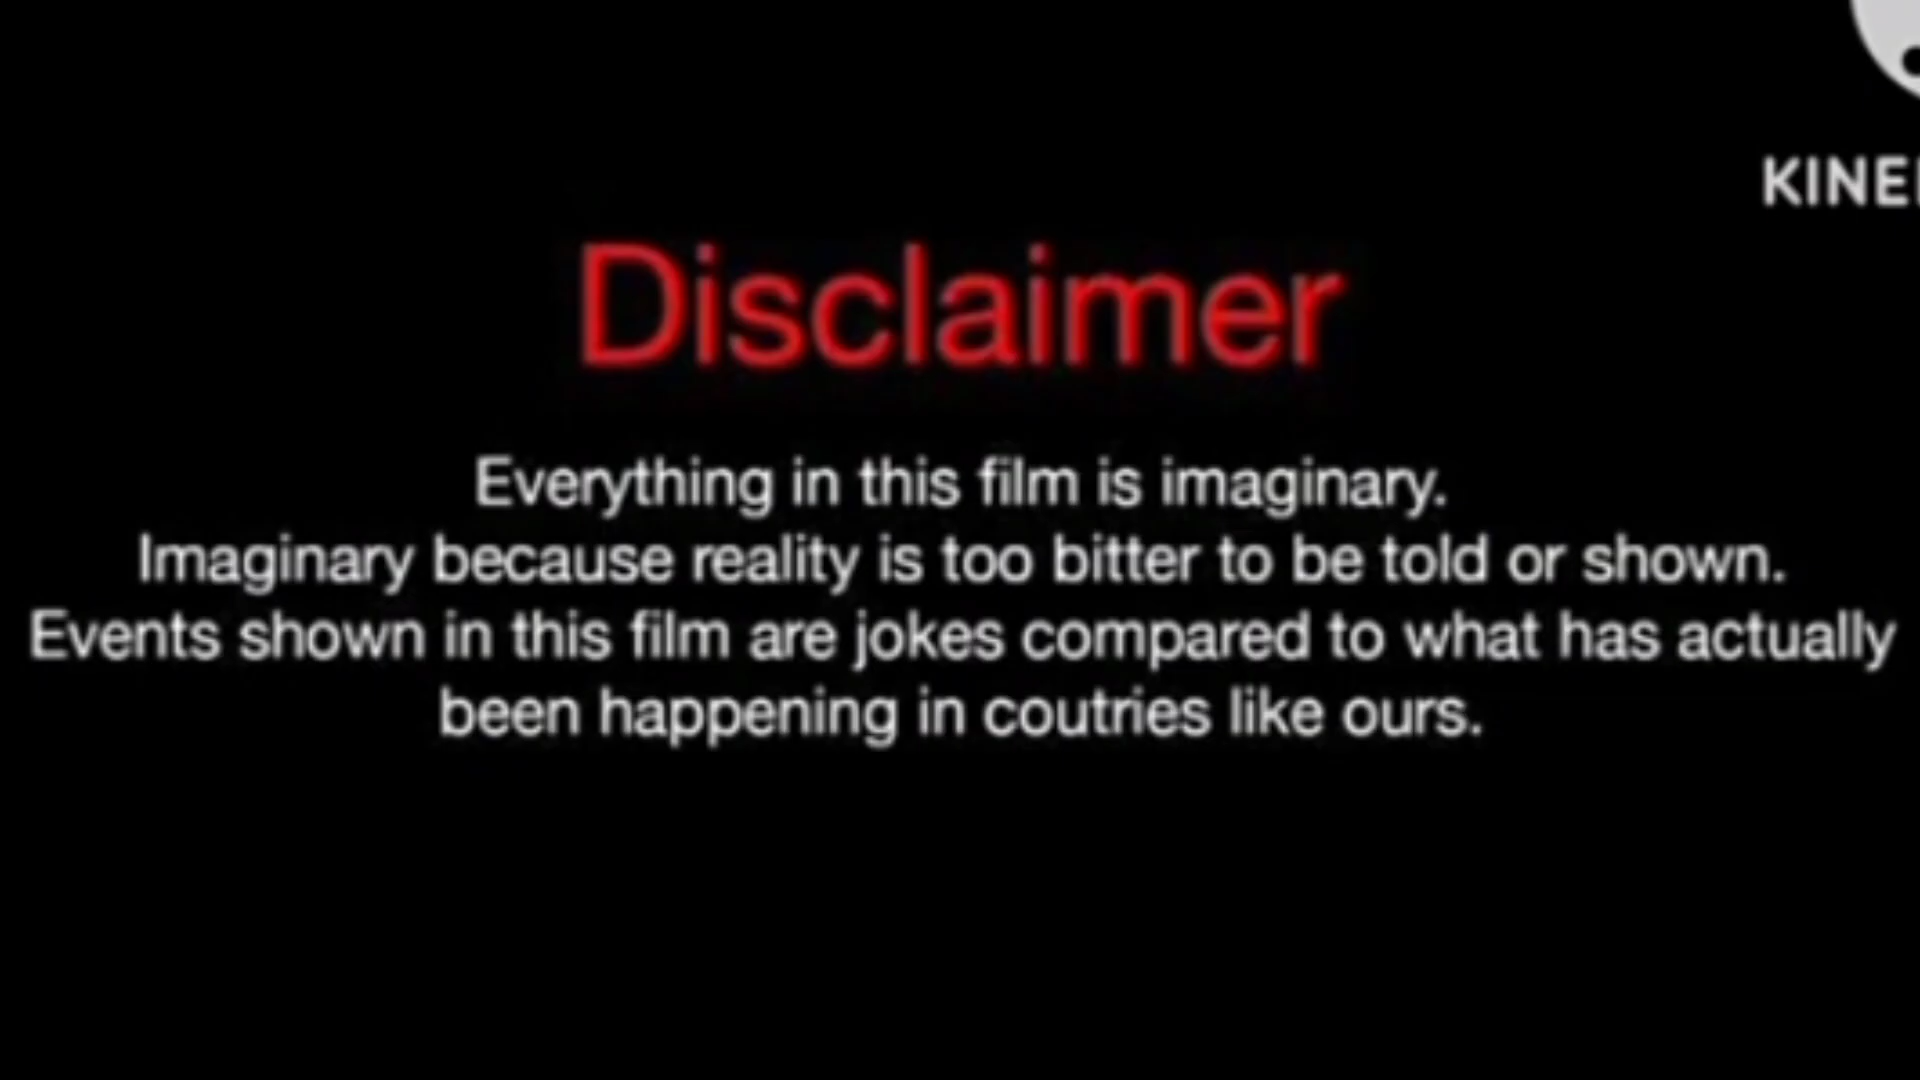 KINE
Disclaimer
Everything in this film is imaginary.
Imaginary because reality is too bitter to be told or shown.
Events shown in this film are jokes compared to what has actually
been happening in coutries like ours.